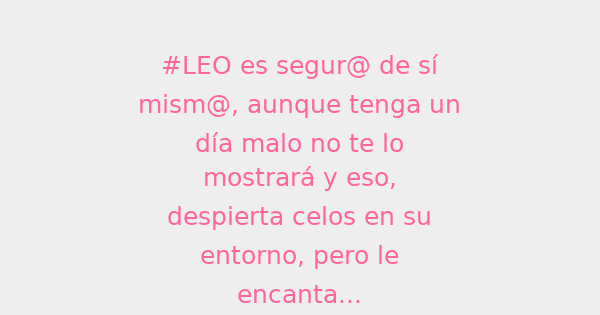 #LEO es segur@ de sí
mism@, aunque tenga un
día malo no te lo
mostrará y eso,
despierta celos en su
entorno, pero le
encanta...